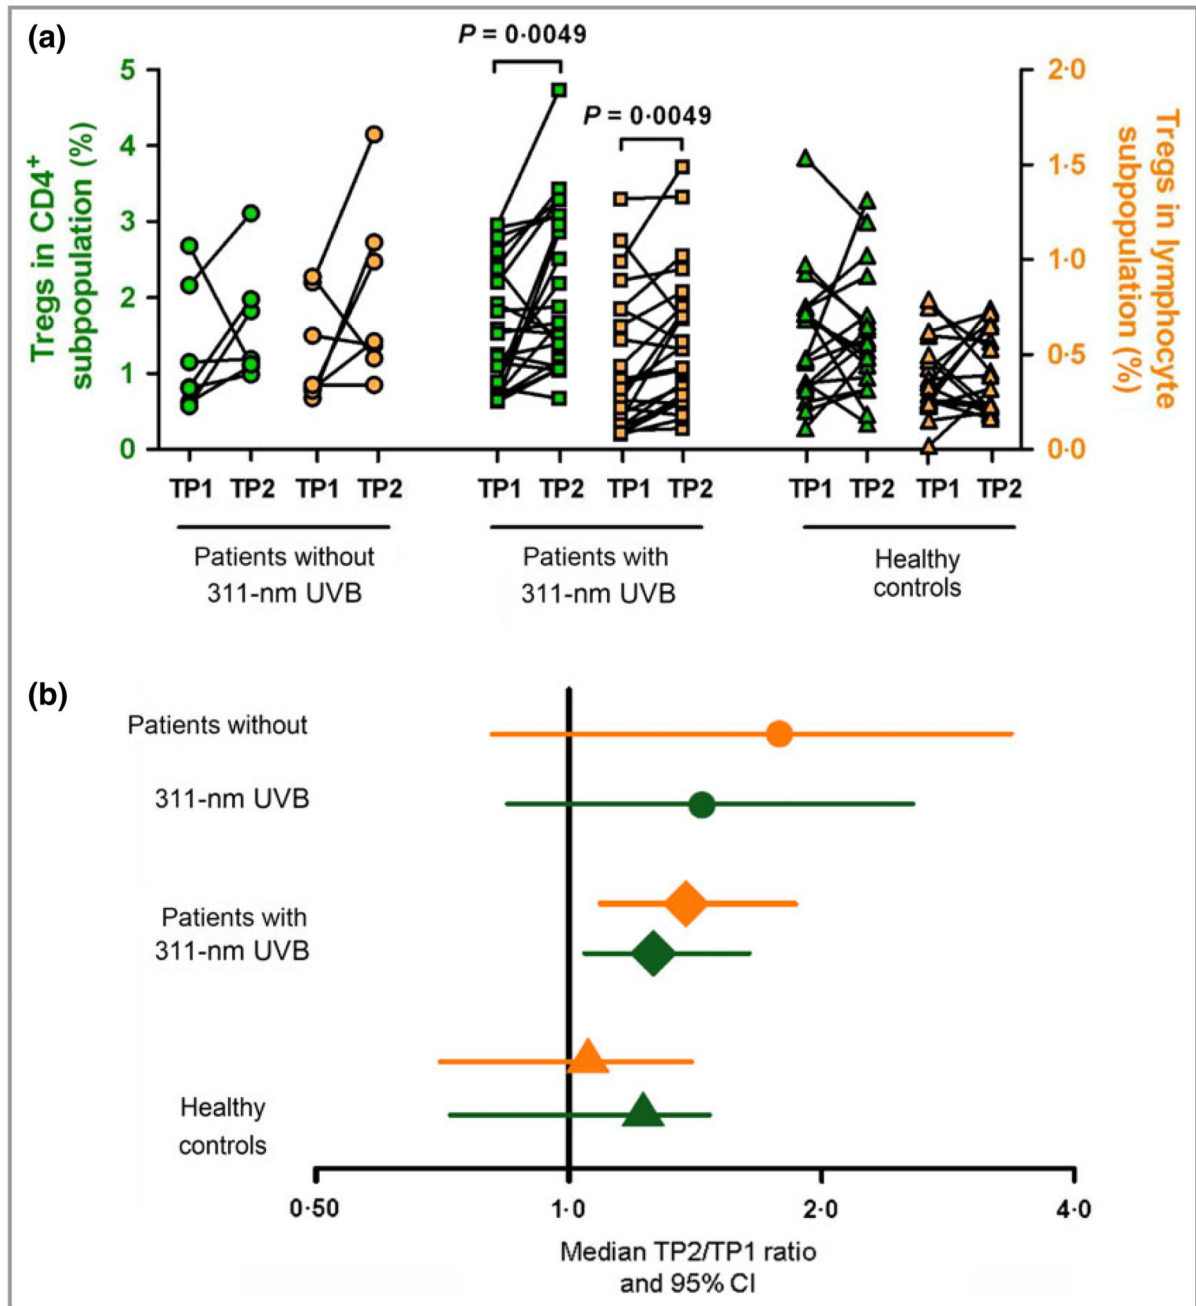 (a)
P = 0·0049
P = 0·0049
Tregs in CD4+
subpopulation (%)
5
4
3
2
1
0
2·0
1·5
1·0
0·5
0·0
Tregs in lymphocyte
subpopulation (%)
TP1 TP2 TP1 TP2 TP1 TP2 TP1 TP2 TP1 TP2 TP1 TP2
Patients without
311-nm UVB
Patients with
311-nm UVB
Healthy
controls
(b)
Patients without
311-nm UVB
Patients with
311-nm UVB
Healthy
controls
0·50 1·0 2·0 4·0
Median TP2/TP1 ratio
and 95% CI